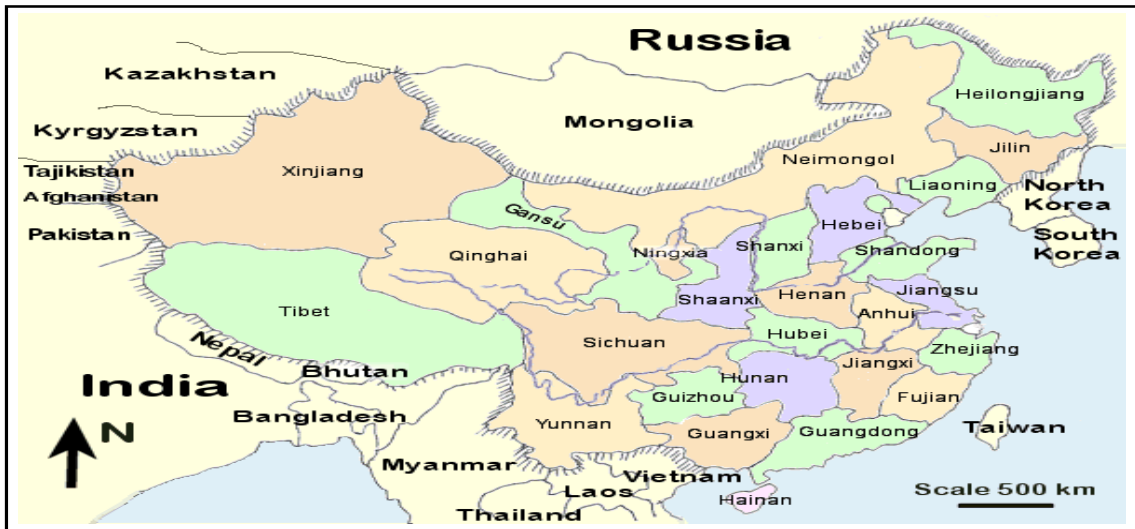 Russia
Kazakhstan
Heilongjiang
Mongolia
Kyrgyzstan
Jilin
Neimongol
Tajikistan
Xinjiang
Liaoning
North
Korea
Afghanistan
Gansu
Hebei
Pakistan
Qinghai
Ningxia
Shanxi
Shandong
South
Korea
Shaanxi
Henan
Jiangsu
Tibet
Anhui
Hubei
Sichuan
Zhejiang
Nepal
Bhutan
Jiangxi
India
Hunan
Guizhou
Fujian
Bangladesh
Yunnan
Guangxi
Guangdong
Taiwan
N
Myanmar
Vietnam
Laos
Hainan
Scale 500 km
Thailand